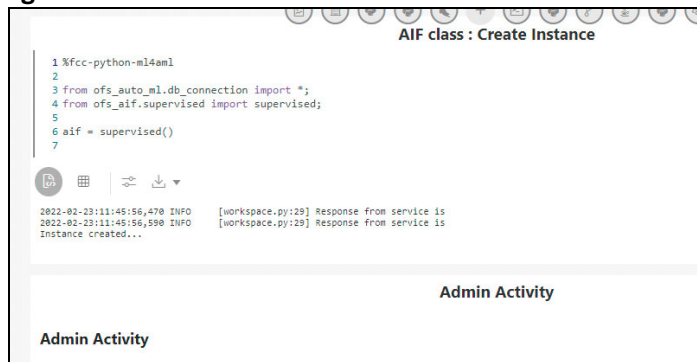 AIF class : Create Instance
1 %fcc-python-ml4aml
2
3 from ofs_auto_ml.db_connection import *;
4 from ofs_aif.supervised import supervised;
5
6 aif = supervised()
7
2022-02-23:11:45:56,470 INFO [workspace.py:29] Response from service is
2022-02-23:11:45:56,590 INFO [workspace.py:29] Response from service is
Instance created...
Admin Activity
Admin Activity